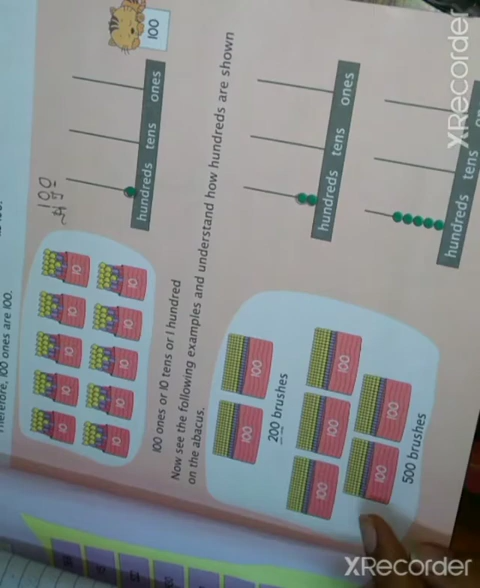 Therefore, 100 ones are 100.
10 10 10 10 10
10 10 10 10 10
100
hundreds tens ones
100
100 ones or 10 tens or 1 hundred
Now see the following examples and understand how hundreds are shown
on the abacus.
100 100
200 brushes
hundreds tens ones
100 100 100
100 100
500 brushes
hundreds tens
XRecorder
XRecorder